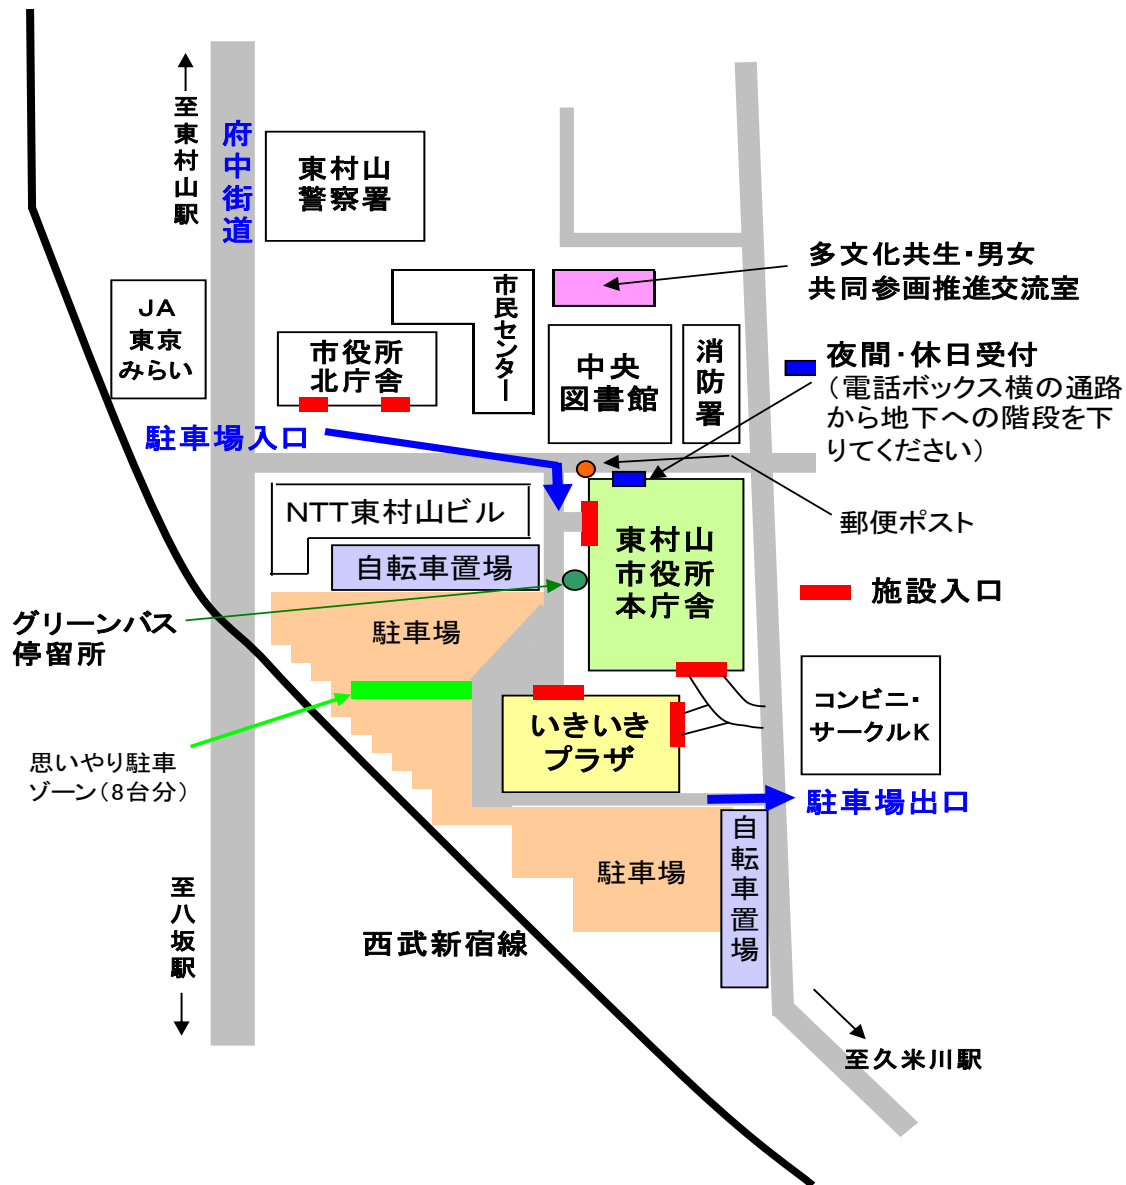 至東村山駅
府中街道
東村山
警察署
多文化共生・男女
共同参画推進交流室
JA
東京
みらい
市民センター
市役所
北庁舎
中央
図書館
消防署
夜間・休日受付
（電話ボックス横の通路
から地下への階段を下
りてください）
駐車場入口
NTT東村山ビル
郵便ポスト
東村山
市役所
本庁舎
自転車置場
施設入口
グリーンバス
停留所
駐車場
コンビニ・
サークルK
いきいき
プラザ
思いやり駐車
ゾーン（8台分）
駐車場出口
自転車置場
駐車場
至八坂駅
西武新宿線
至久米川駅